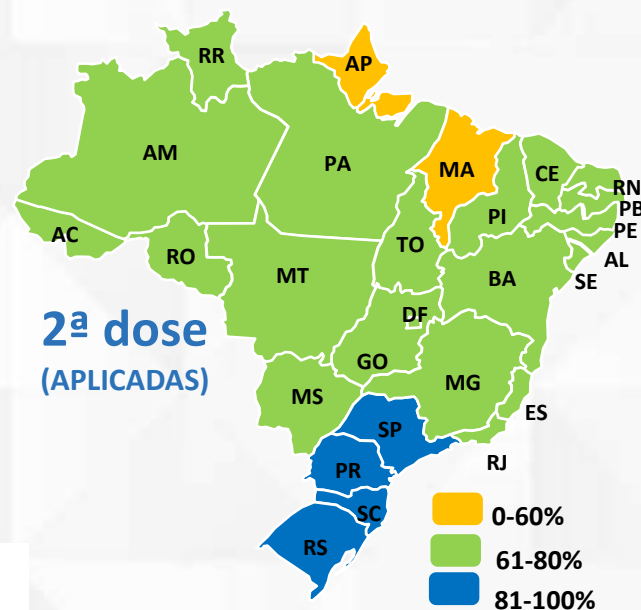 RR
AP
AM
PA
MA
CE
RN
PB
PE
AL
SE
PI
AC
RO
TO
MT
BA
DF
GO
MG
MS
ES
SP
RJ
PR
SC
RS
2ª dose
(APLICADAS)
0-60%
61-80%
81-100%